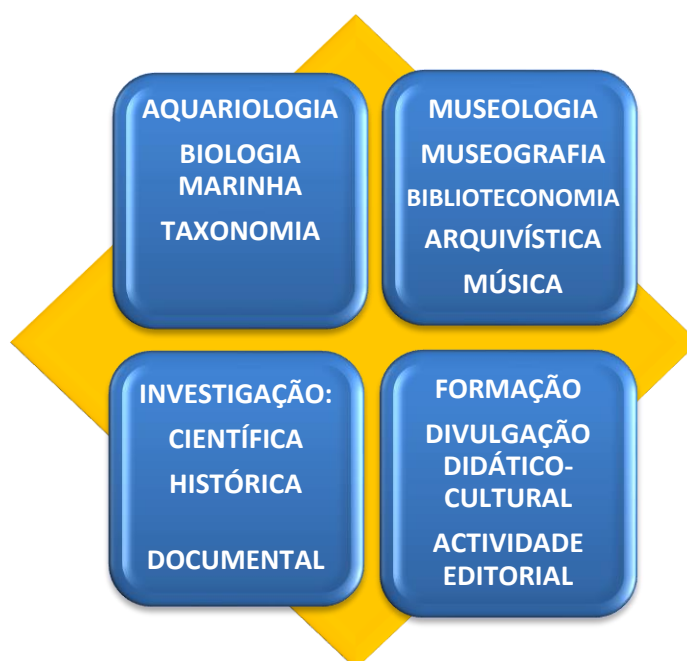 AQUARIOLOGIA
BIOLOGIA
MARINHA
TAXONOMIA
MUSEOLOGIA
MUSEOGRAFIA
BIBLIOTECONOMIA
ARQUIVÍSTICA
MÚSICA
INVESTIGAÇÃO:
CIENTÍFICA
HISTÓRICA
DOCUMENTAL
FORMAÇÃO
DIVULGAÇÃO
DIDÁTICO-
CULTURAL
ACTIVIDADE
EDITORIAL